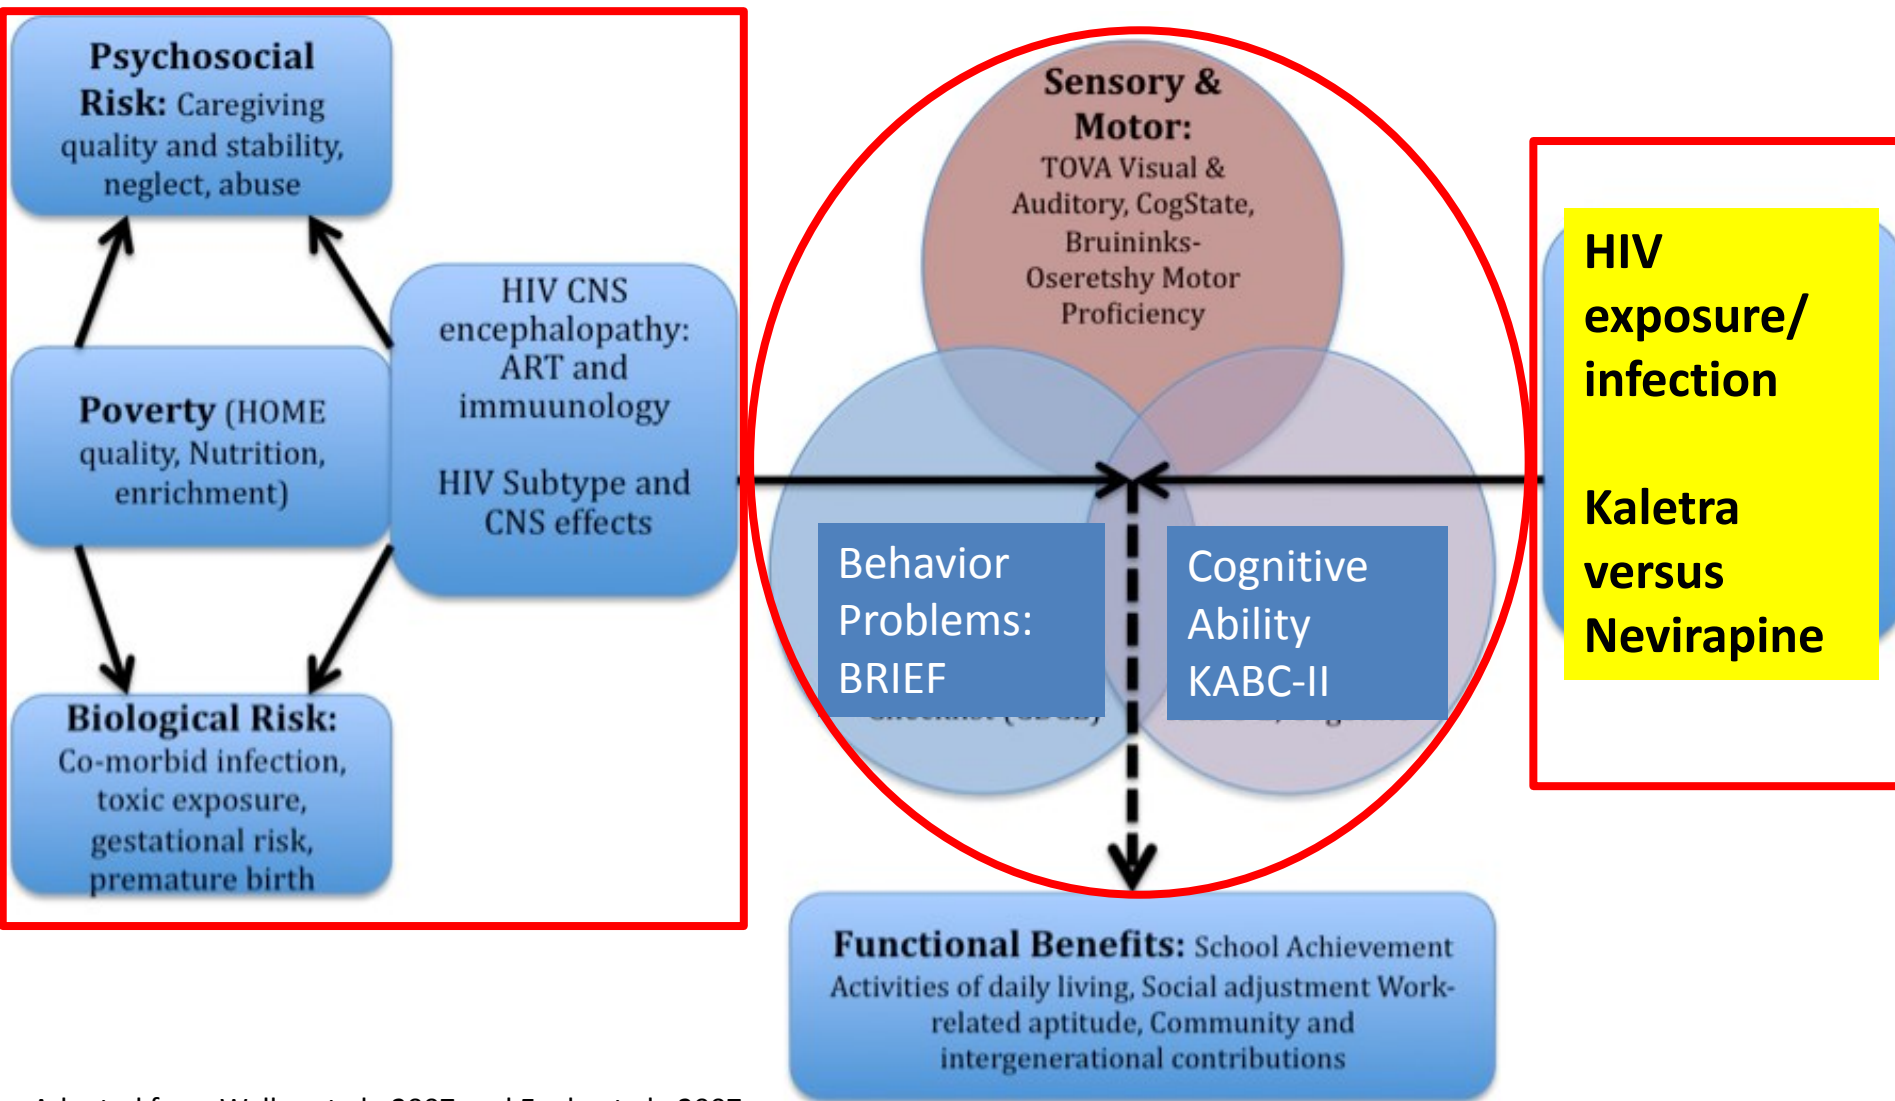 Psychosocial
Risk: Caregiving
quality and stability,
neglect, abuse
Poverty (HOME
quality, Nutrition,
enrichment)
HIV CNS
encephalopathy:
ART and
immuunology
HIV Subtype and
CNS effects
Biological Risk:
Co-morbid infection,
toxic exposure,
gestational risk,
premature birth
Sensory &
Motor:
TOVA Visual &
Auditory, CogState,
Bruininks-
Oseretshy Motor
Proficiency
Behavior
Problems:
BRIEF
Cognitive
Ability
KABC-II
HIV
exposure/
infection
Kaletra
versus
Nevirapine
Functional Benefits: School Achievement
Activities of daily living, Social adjustment Work-
related aptitude, Community and
intergenerational contributions